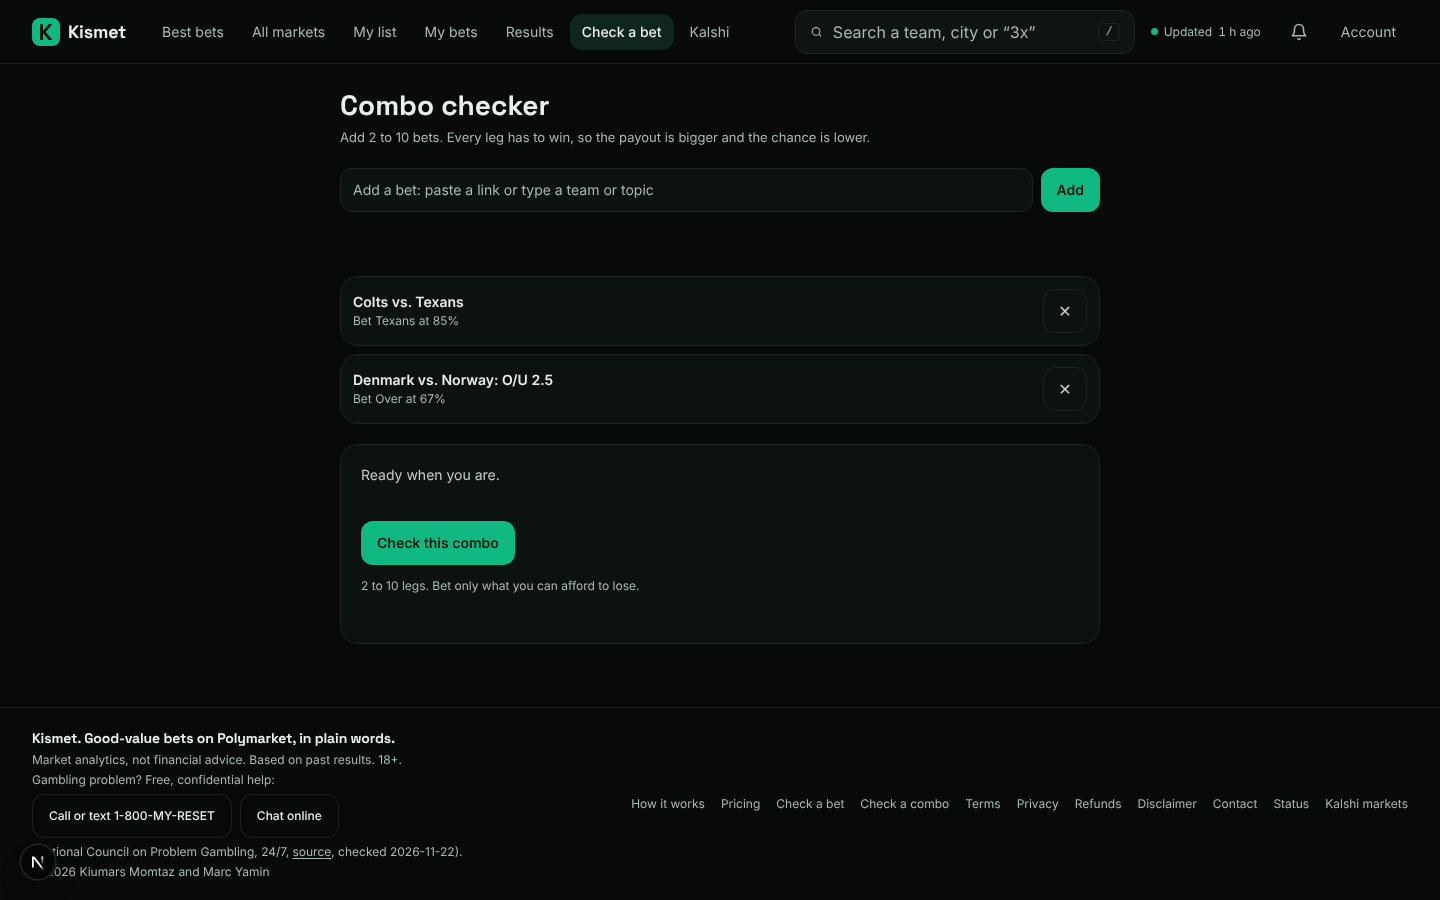 Kismet
Best bets
All markets
My list
My bets
Results
Check a bet
Kalshi
Search a team, city or “3x”
/
Updated 1 h ago
Account
Combo checker
Add 2 to 10 bets. Every leg has to win, so the payout is bigger and the chance is lower.
Add a bet: paste a link or type a team or topic
Add
Colts vs. Texans
Bet Texans at 85%
Denmark vs. Norway: O/U 2.5
Bet Over at 67%
Ready when you are.
Check this combo
2 to 10 legs. Bet only what you can afford to lose.
Kismet. Good-value bets on Polymarket, in plain words.
Market analytics, not financial advice. Based on past results. 18+.
Gambling problem? Free, confidential help:
Call or text 1-800-MY-RESET
Chat online
Council on Problem Gambling, 24/7, source, checked 2026-11-22).
Kiumars Momtaz and Marc Yamin
How it works
Pricing
Check a bet
Check a combo
Terms
Privacy
Refunds
Disclaimer
Contact
Status
Kalshi markets